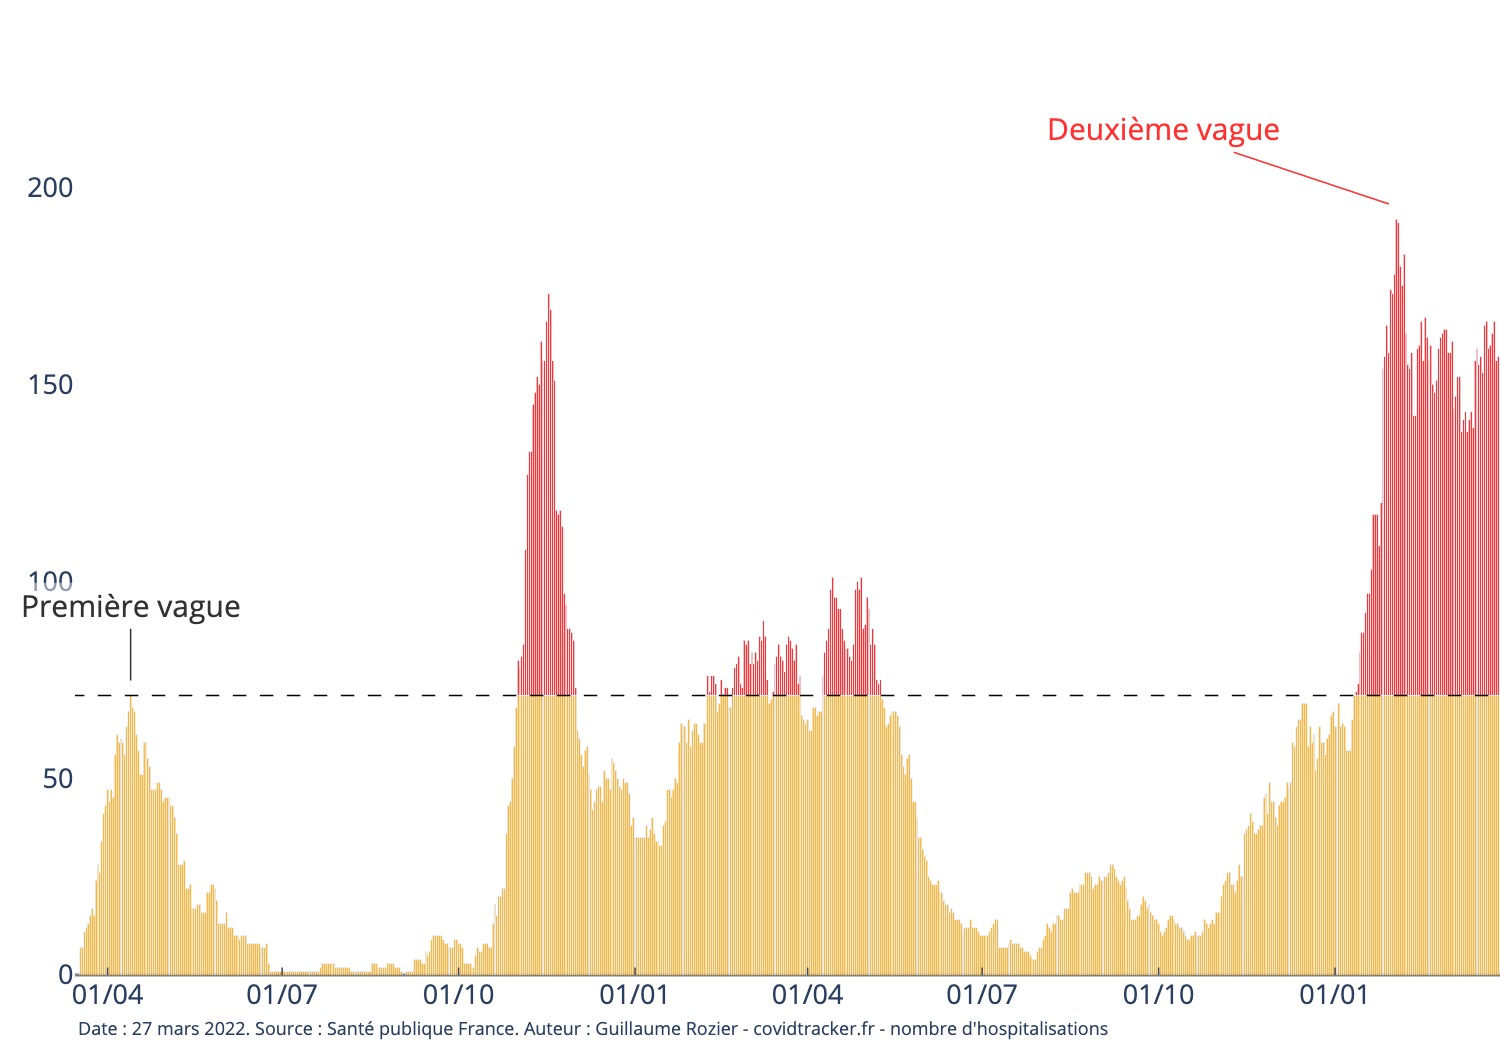 Deuxième vague
200
150
100
Première vague
50
0
01/04 01/07 01/10 01/01 01/04 01/07 01/10 01/01
Date : 27 mars 2022. Source : Santé publique France. Auteur : Guillaume Rozier - covidtracker.fr - nombre d'hospitalisations